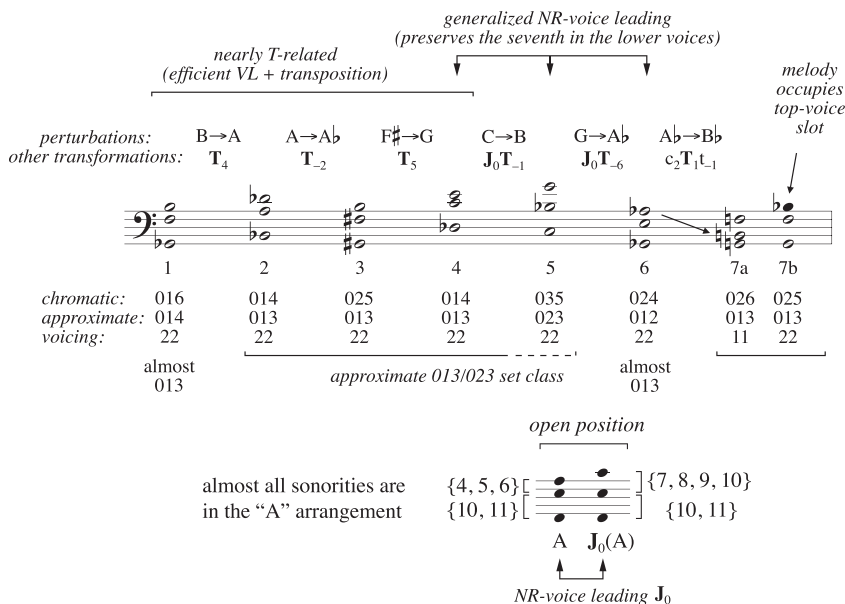 generalized NR-voice leading
(preserves the seventh in the lower voices)
nearly T-related
(efficient VL + transposition)
melody
occupies
top-voice
slot
perturbations: B→A A→A♭ F♯→G C→B G→A♭ A♭→B♭
other transformations: T₄ T₋₂ T₅ J₀T₋₁ J₀T₋₆ c₂T₁t₋₁
1 2 3 4 5 6 7a 7b
chromatic: 016 014 025 014 035 024 026 025
approximate: 014 013 013 013 023 012 013 013
voicing: 22 22 22 22 22 22 11 22
almost
013
approximate 013/023 set class
almost
013
open position
almost all sonorities are
in the “A” arrangement
{4, 5, 6} {7, 8, 9, 10}
{10, 11} {10, 11}
A J₀(A)
NR-voice leading J₀